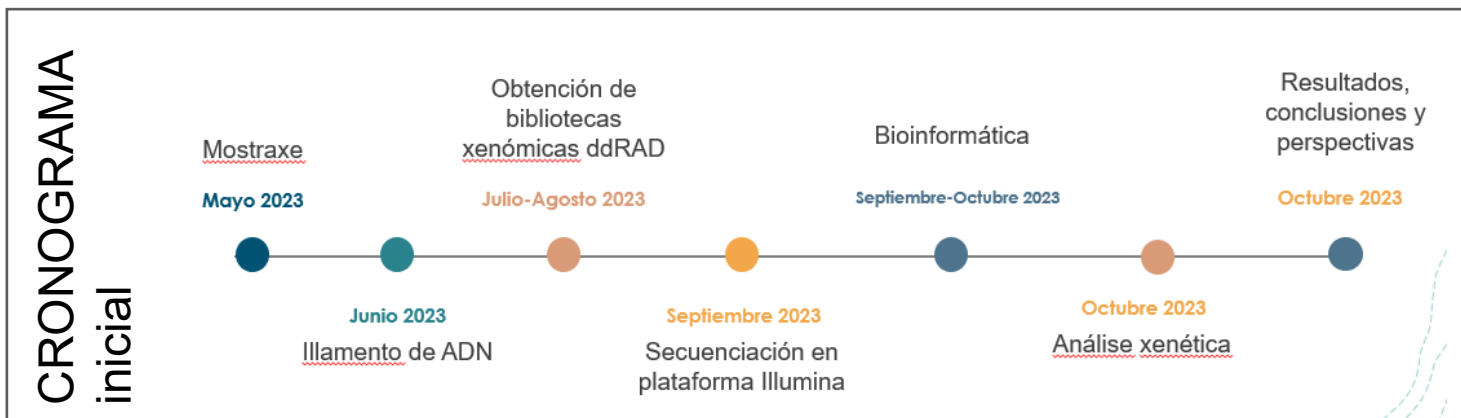 CRONOGRAMA
inicial
Mostraxe
Mayo 2023
Junio 2023
Illamento de ADN
Obtención de
bibliotecas
xenómicas ddRAD
Julio-Agosto 2023
Septiembre 2023
Secuenciación en
plataforma Illumina
Bioinformática
Septiembre-Octubre 2023
Octubre 2023
Análise xenética
Resultados,
conclusiones y
perspectivas
Octubre 2023